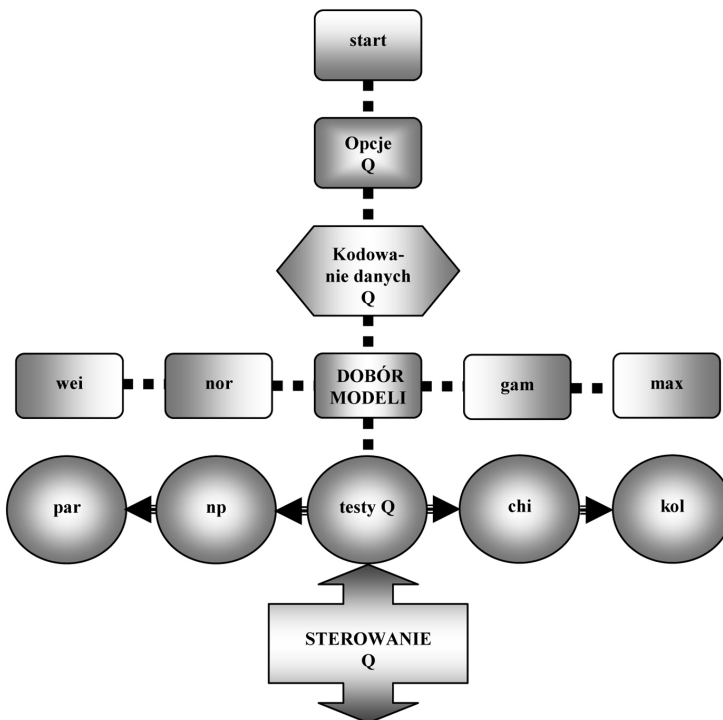 start
Opcje
Q
Kodowa-
nie danych
Q
wei
nor
DOBÓR
MODELI
gam
max
par
np
testy Q
chi
kol
STEROWANIE
Q